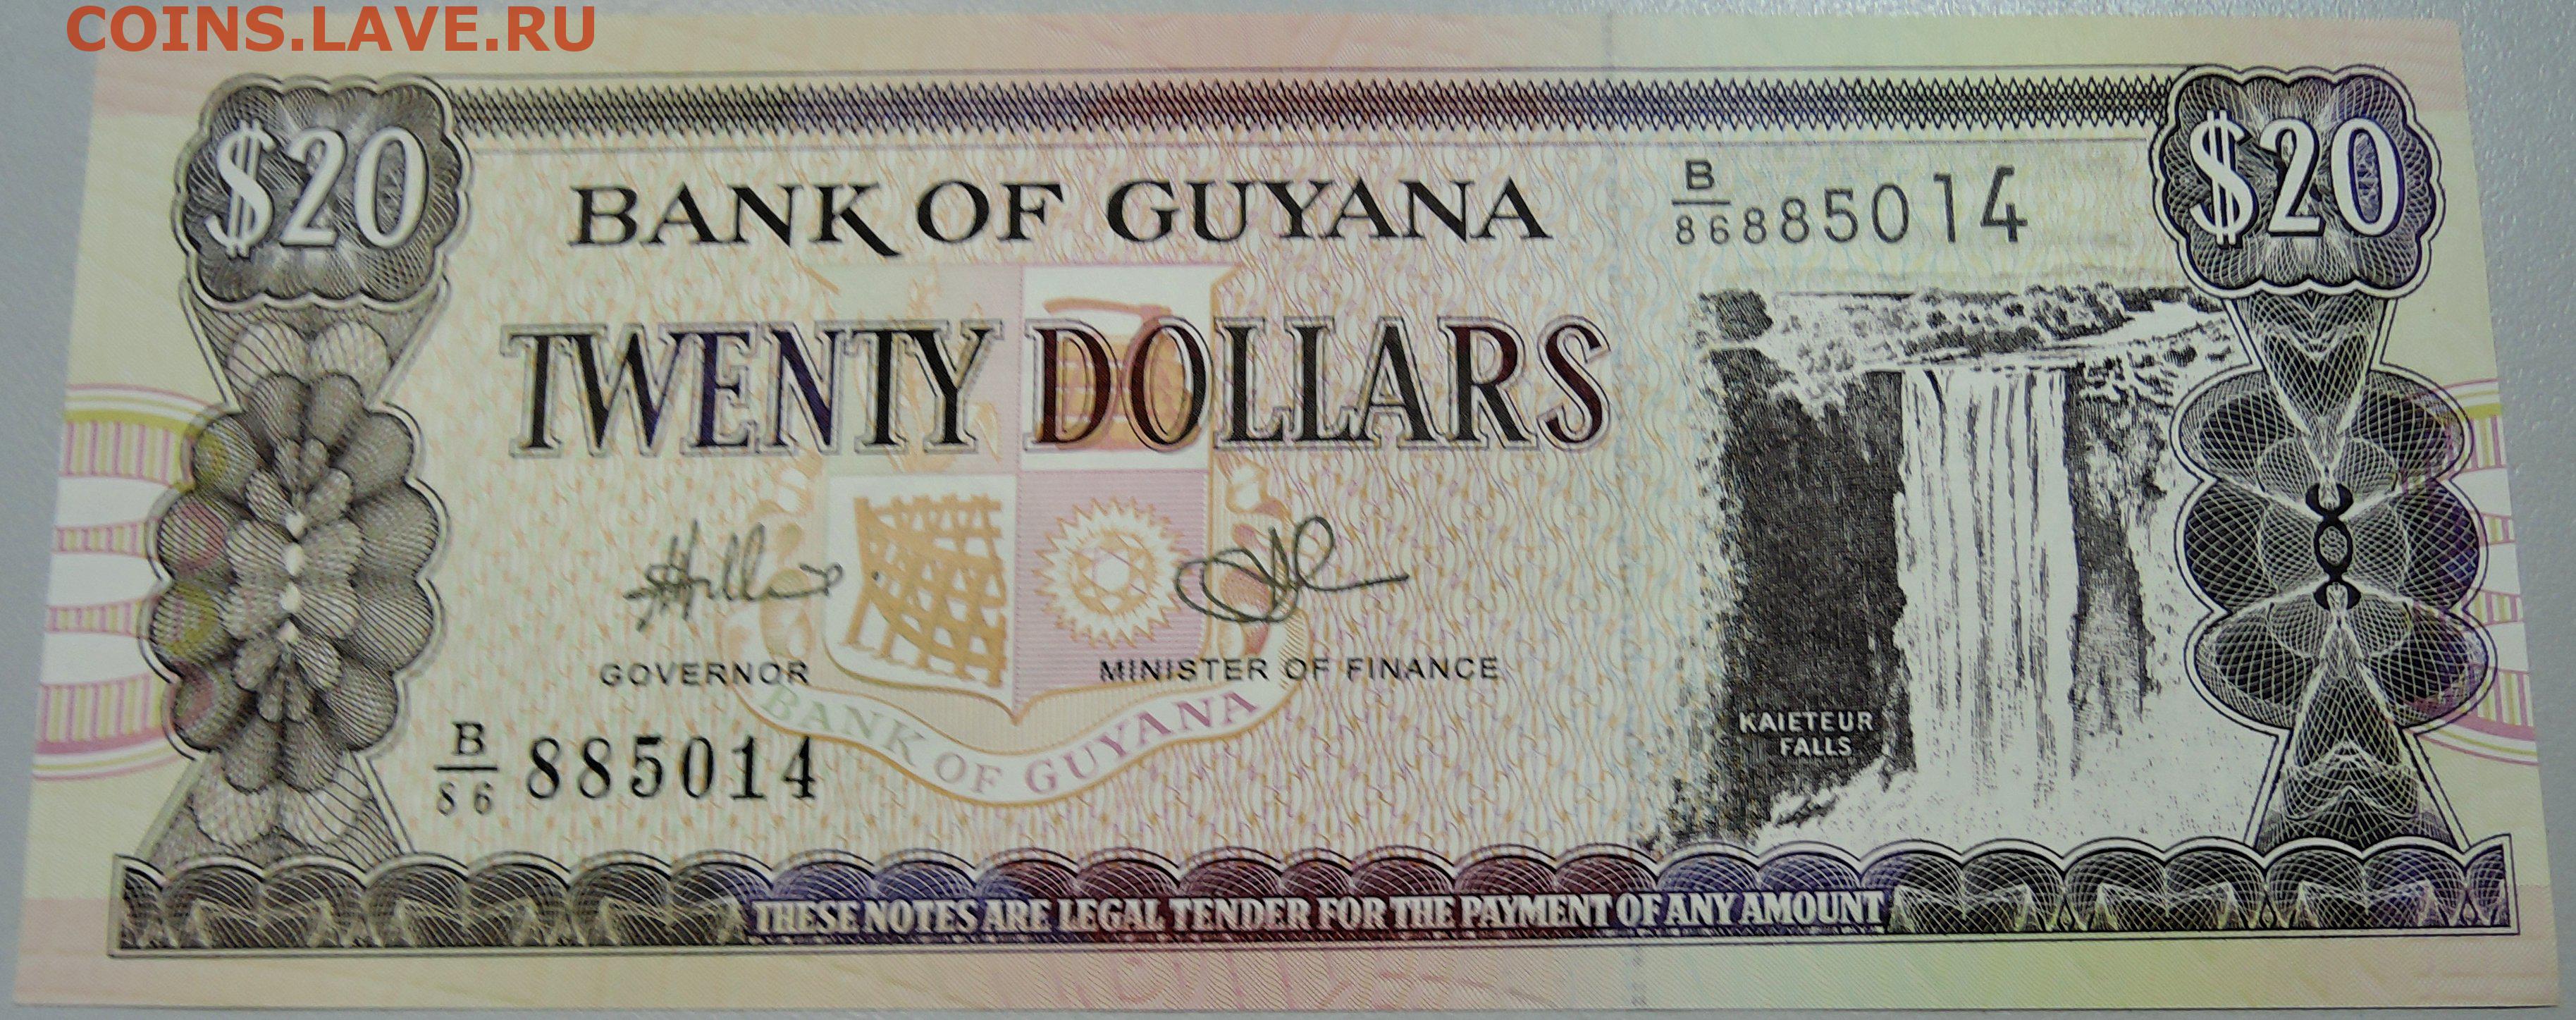 COINS.LAVE.RU
$20
$20
BANK OF GUYANA
B
86 885014
TWENTY DOLLARS
GOVERNOR
MINISTER OF FINANCE
BANK OF GUYANA
B
86 885014
KAIETEUR
FALLS
THESE NOTES ARE LEGAL TENDER FOR THE PAYMENT OF ANY AMOUNT